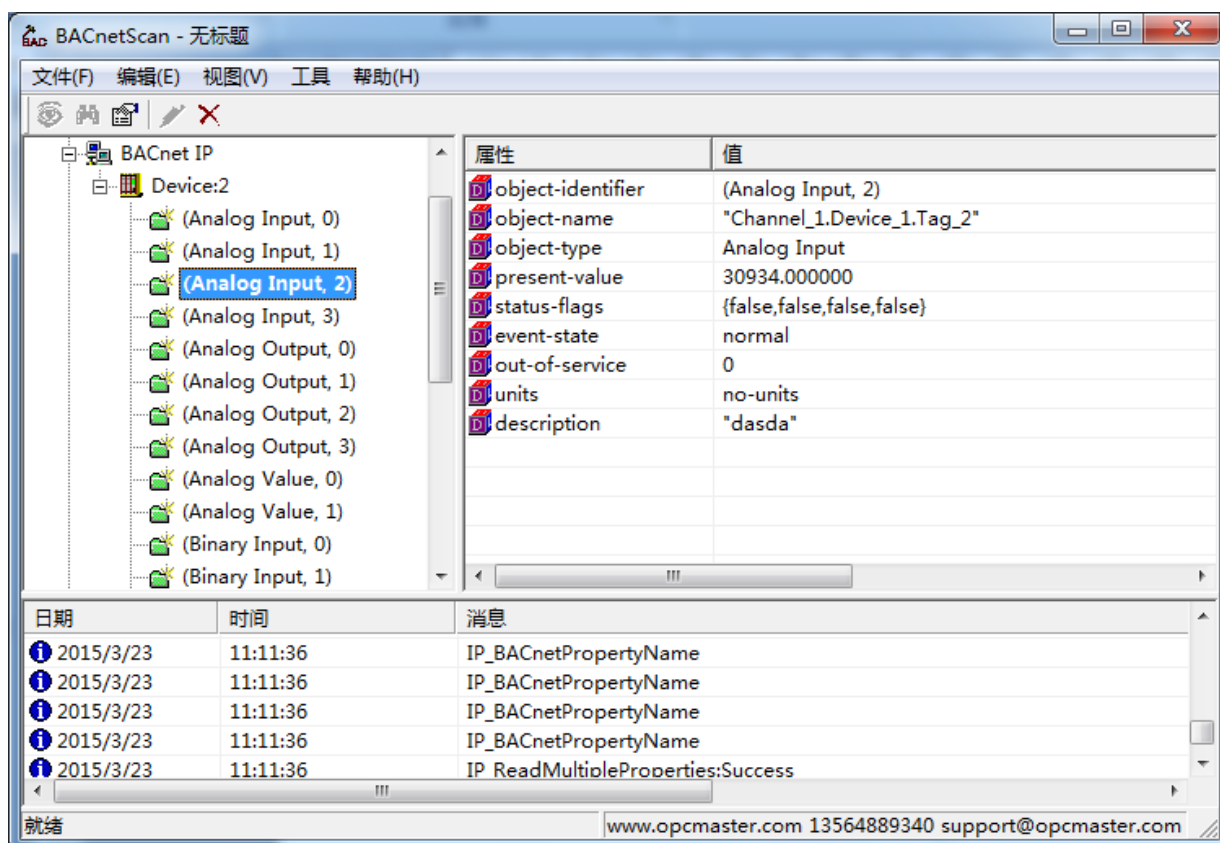 BACnetScan - 无标题
文件(F) 编辑(E) 视图(V) 工具 帮助(H)
BACnet IP
Device:2
(Analog Input, 0)
(Analog Input, 1)
(Analog Input, 2)
(Analog Input, 3)
(Analog Output, 0)
(Analog Output, 1)
(Analog Output, 2)
(Analog Output, 3)
(Analog Value, 0)
(Analog Value, 1)
(Binary Input, 0)
(Binary Input, 1)
属性 值
object-identifier (Analog Input, 2)
object-name "Channel_1.Device_1.Tag_2"
object-type Analog Input
present-value 30934.000000
status-flags {false,false,false,false}
event-state normal
out-of-service 0
units no-units
description "dasda"
日期 时间 消息
2015/3/23 11:11:36 IP_BACnetPropertyName
2015/3/23 11:11:36 IP_BACnetPropertyName
2015/3/23 11:11:36 IP_BACnetPropertyName
2015/3/23 11:11:36 IP_BACnetPropertyName
2015/3/23 11:11:36 IP_ReadMultipleProperties:Success
就绪 www.opcmaster.com 13564889340 support@opcmaster.com